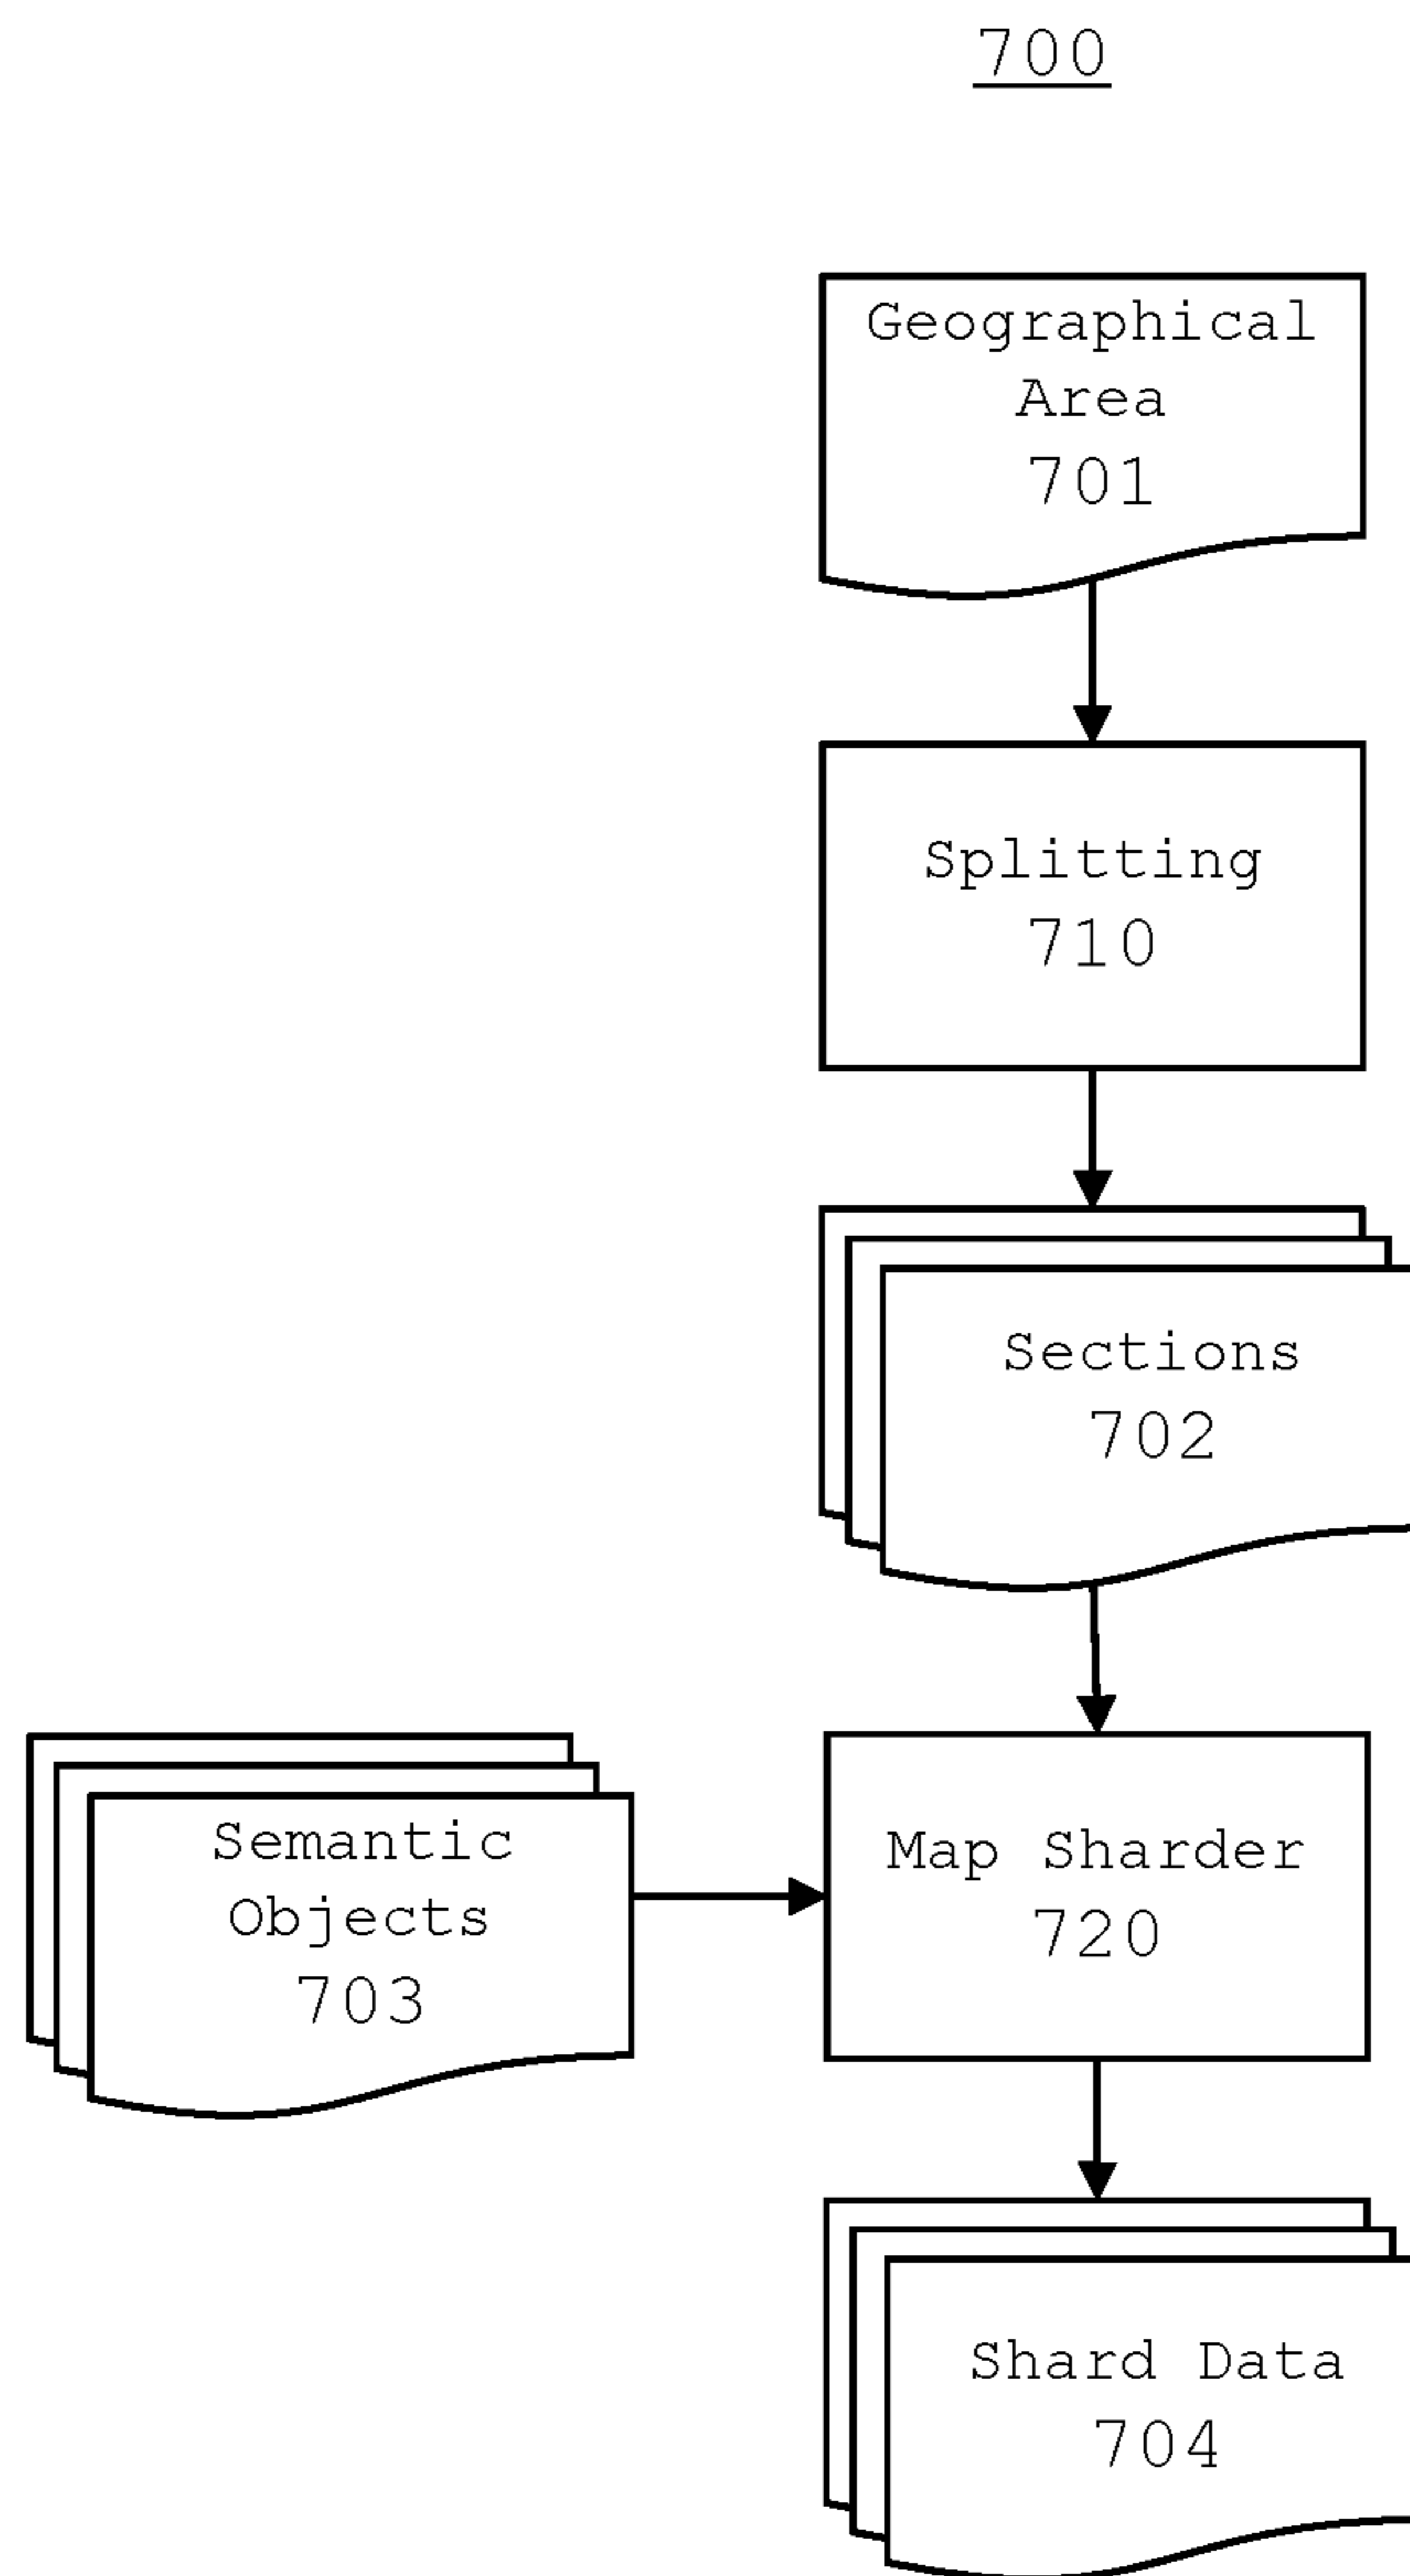 700
Geographical
Area
701
Splitting
710
Sections
702
Semantic
Objects
703
Map Sharder
720
Shard Data
704